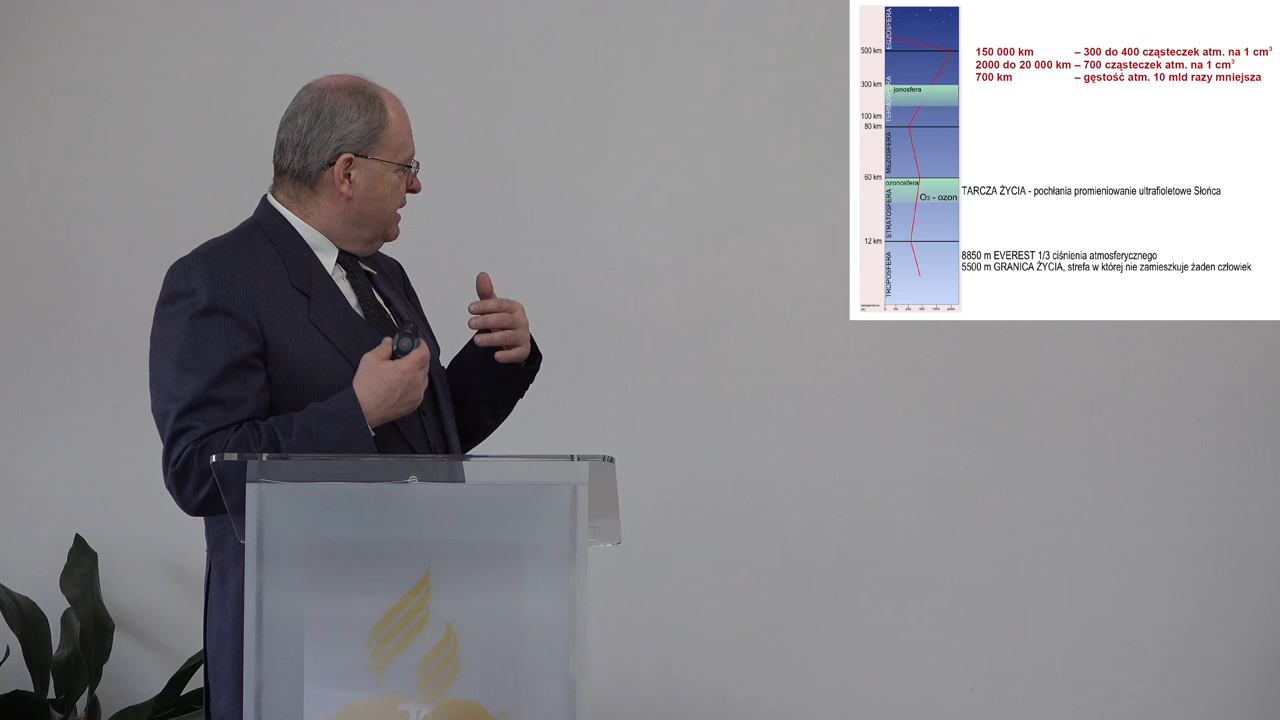 EGZOSFERA
500 km
150 000 km – 300 do 400 cząsteczek atm. na 1 cm³
2000 do 20 000 km – 700 cząsteczek atm. na 1 cm³
700 km – gęstość atm. 10 mld razy mniejsza
300 km
jonosfera
TERMOSFERA
100 km
80 km
MEZOSFERA
60 km
ozonosfera
O₃ - ozon
TARCZA ŻYCIA - pochłania promieniowanie ultrafioletowe Słońca
STRATOSFERA
12 km
8850 m EVEREST 1/3 ciśnienia atmosferycznego
5500 m GRANICA ŻYCIA, strefa w której nie zamieszkuje żaden człowiek
TROPOSFERA